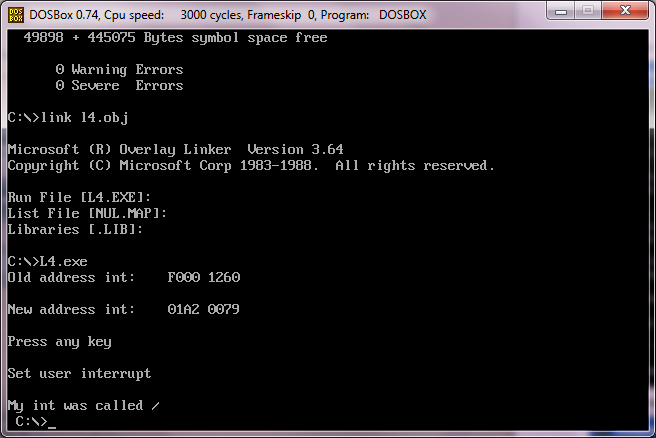 DOSBox 0.74, Cpu speed:    3000 cycles, Frameskip  0, Program:   DOSBOX
49898 + 445075 Bytes symbol space free
0 Warning Errors
0 Severe  Errors
C:\>link l4.obj
Microsoft (R) Overlay Linker  Version 3.64
Copyright (C) Microsoft Corp 1983-1988.  All rights reserved.
Run File [L4.EXE]:
List File [NUL.MAP]:
Libraries [.LIB]:
C:\>L4.exe
Old address int:    F000 1260
New address int:    01A2 0079
Press any key
Set user interrupt
My int was called /
C:\>_